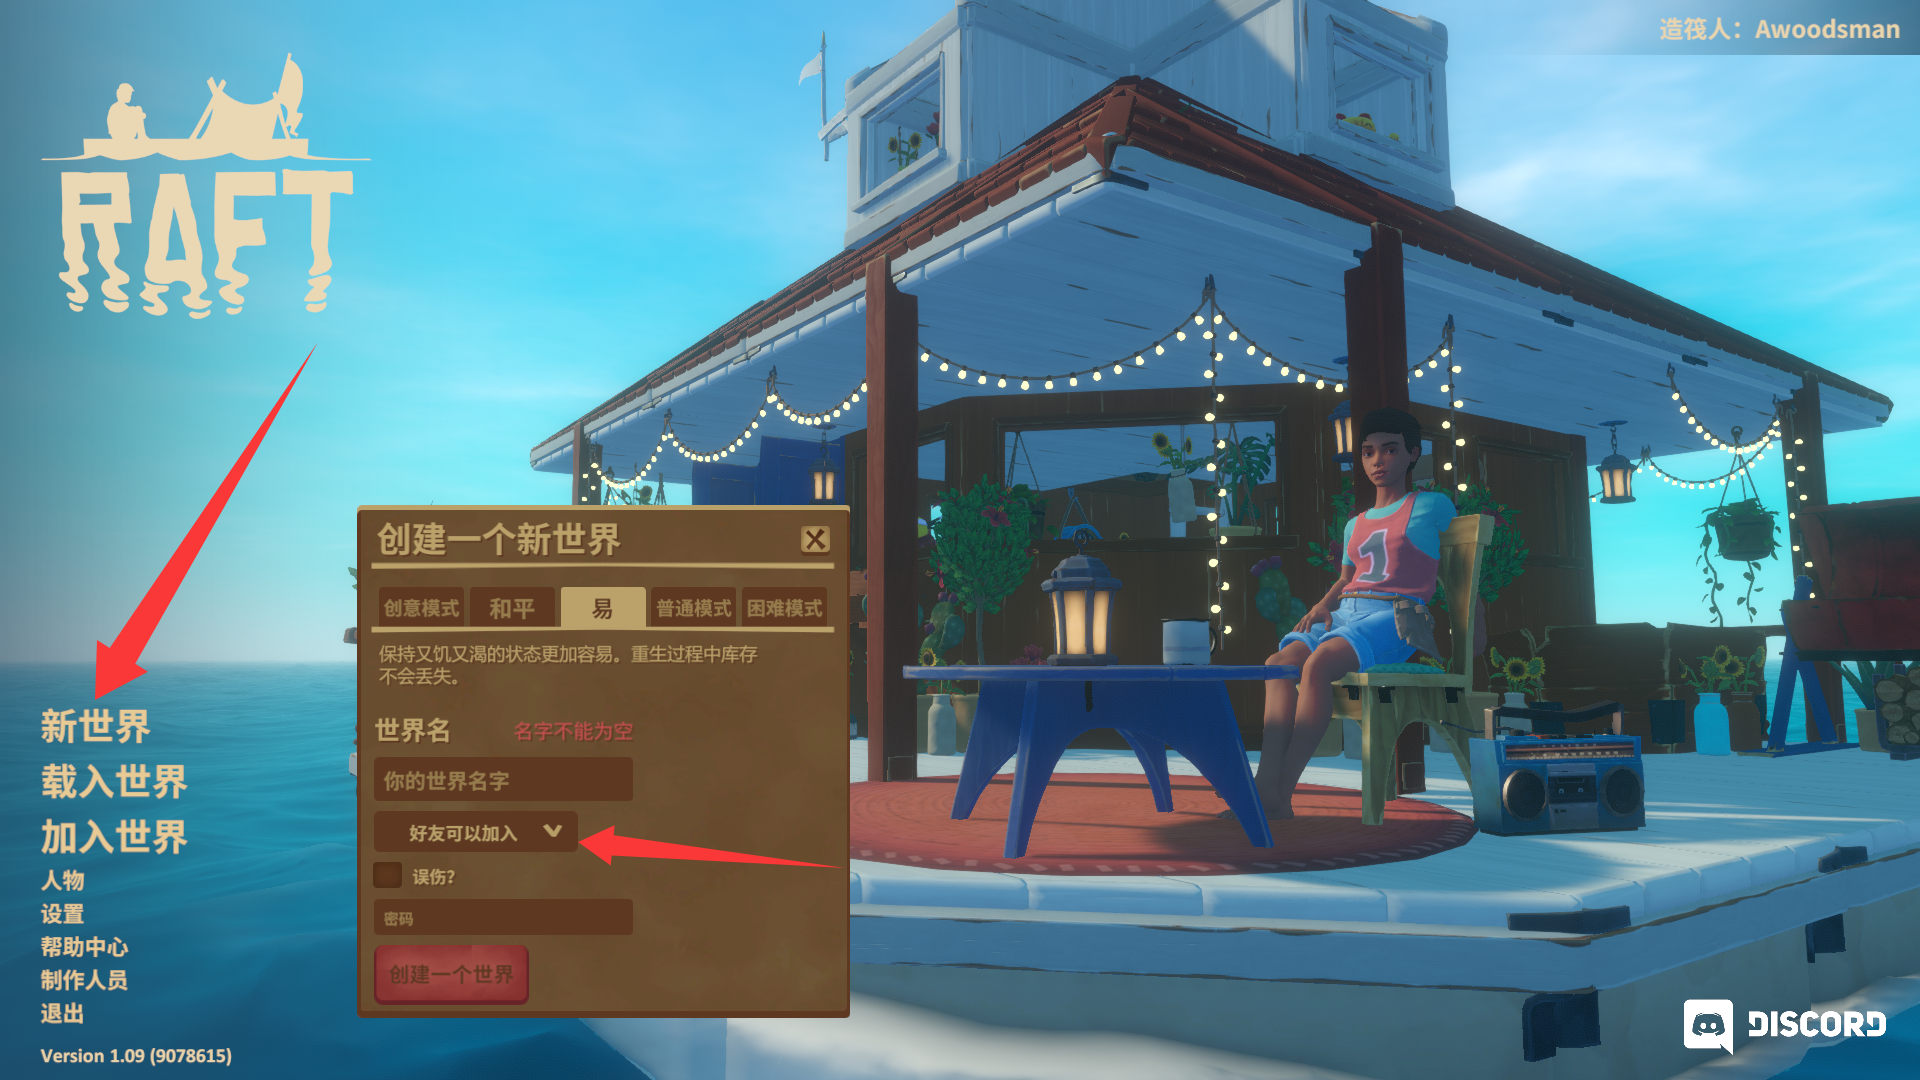 造筏人：Awoodsman
RAFT
创建一个新世界
创意模式 和平 易 普通模式 困难模式
保持又饥又渴的状态更加容易。重生过程中库存
不会丢失。
世界名 名字不能为空
你的世界名字
好友可以加入
误伤?
密码
创建一个世界
新世界
载入世界
加入世界
人物
设置
帮助中心
制作人员
退出
Version 1.09 (9078615)
1
DISCORD